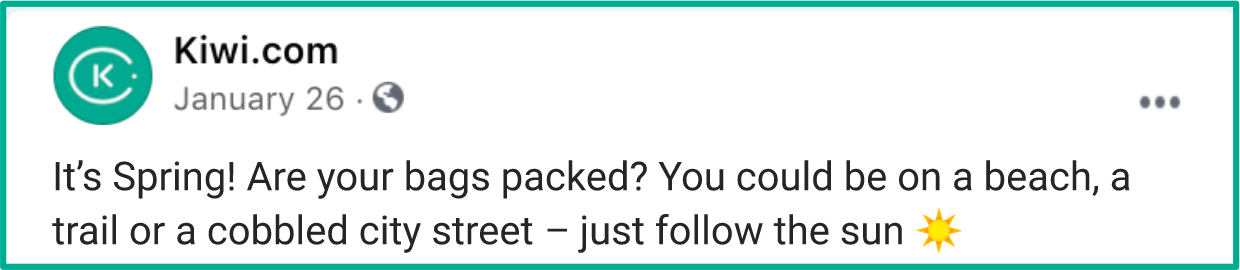 K
Kiwi.com
January 26 ·
It’s Spring! Are your bags packed? You could be on a beach, a
trail or a cobbled city street – just follow the sun ☀️